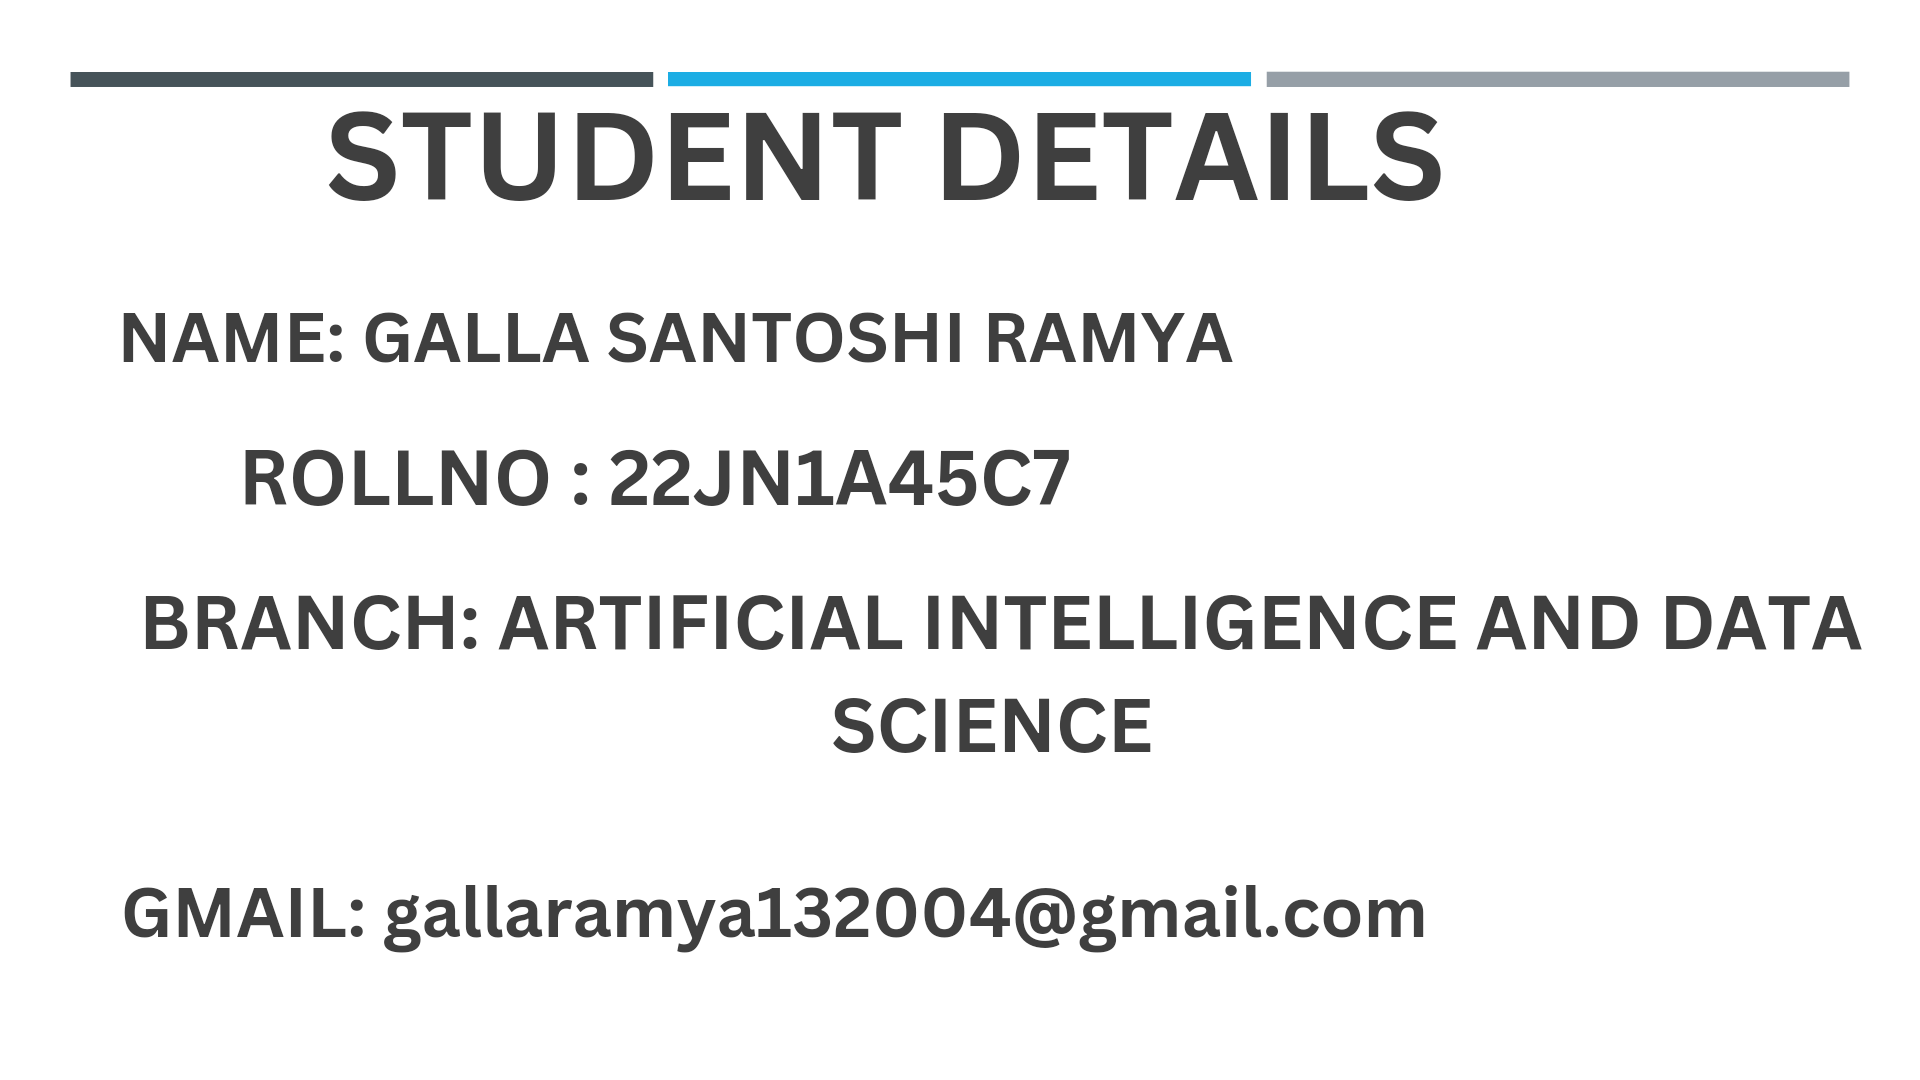 STUDENT DETAILS
NAME: GALLA SANTOSHI RAMYA
ROLLNO : 22JN1A45C7
BRANCH: ARTIFICIAL INTELLIGENCE AND DATA
SCIENCE
GMAIL: gallaramya132004@gmail.com